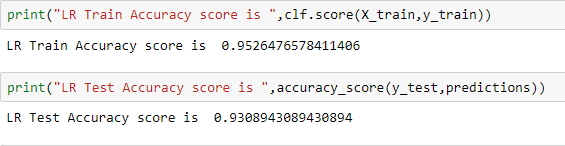 print("LR Train Accuracy score is ",clf.score(X_train,y_train))
LR Train Accuracy score is  0.9526476578411406
print("LR Test Accuracy score is ",accuracy_score(y_test,predictions))
LR Test Accuracy score is  0.9308943089430894